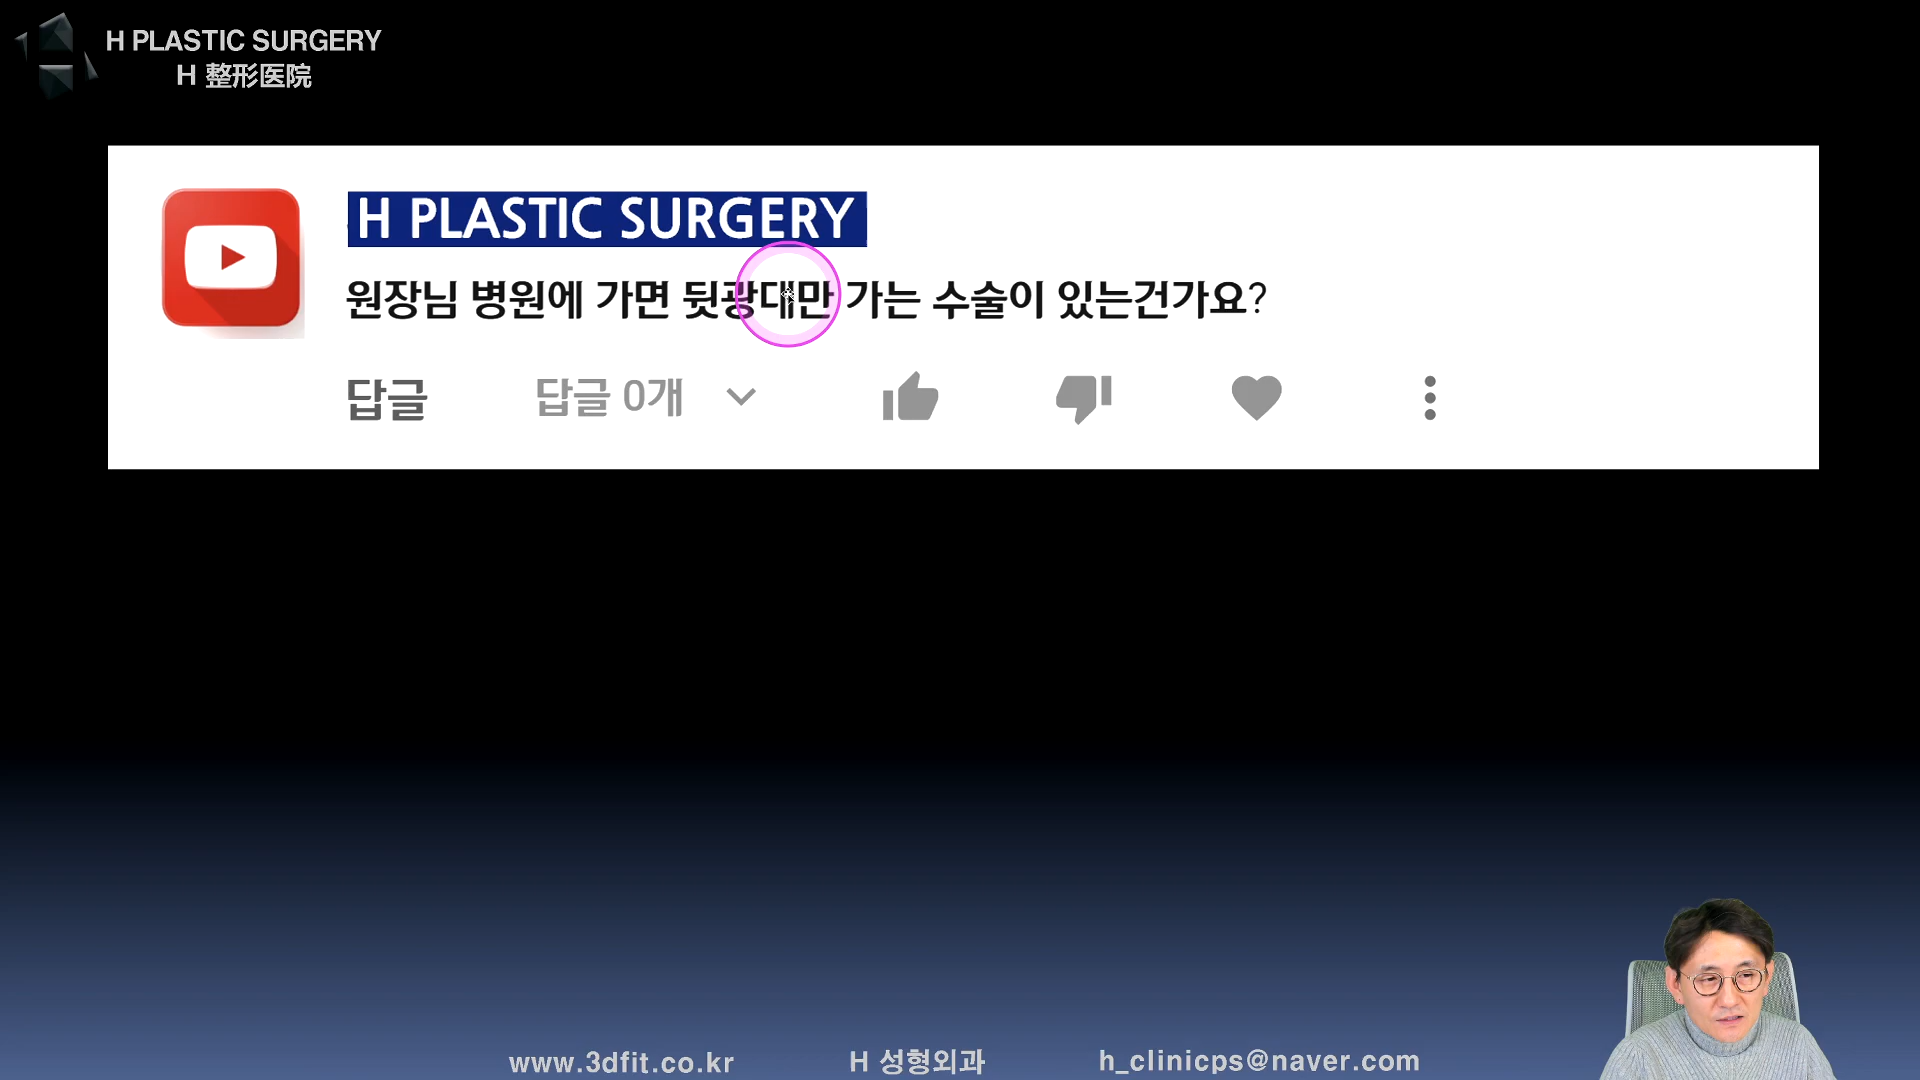 H PLASTIC SURGERY
H 整形医院
H PLASTIC SURGERY
원장님 병원에 가면 뒷광대만 가는 수술이 있는건가요?
답글 답글 0개
www.3dfit.co.kr H 성형외과 h_clinicps@naver.com